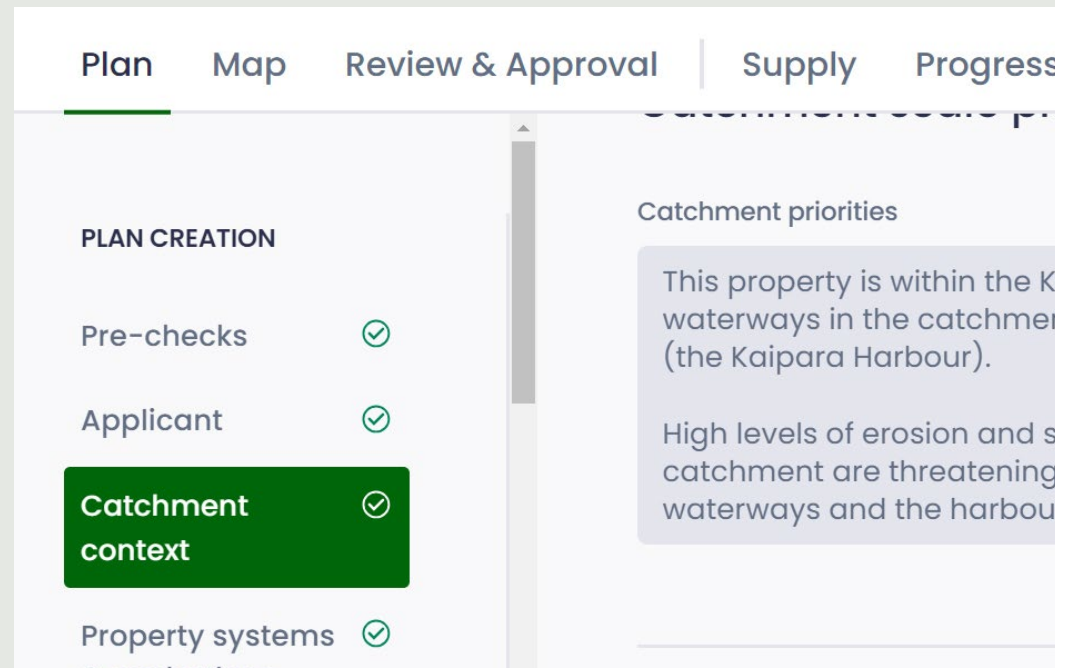 Plan Map Review & Approval Supply Progress
PLAN CREATION
Pre-checks
Applicant
Catchment
context
Property systems
Catchment priorities
This property is within the K
waterways in the
(the Kaipara Harbour).
High levels of erosion and s
catchment are threatening
waterways and the